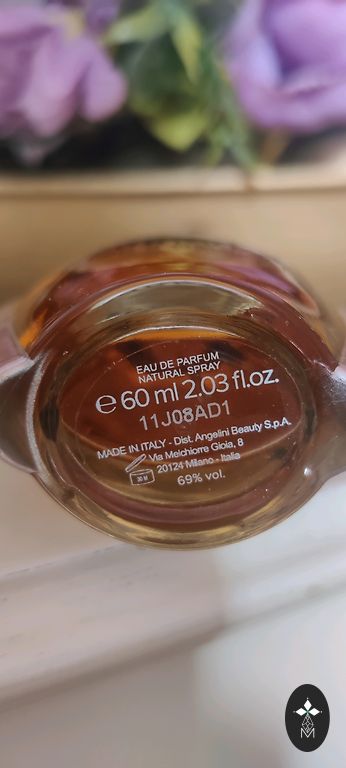 EAU DE PARFUM
NATURAL SPRAY
℮ 60 ml 2.03 fl.oz.
11J08AD1
MADE IN ITALY - Dist. Angelini Beauty S.p.A.
Via Melchiorre Gioia, 8
20124 Milano - Italia
30 M
69% vol.
M